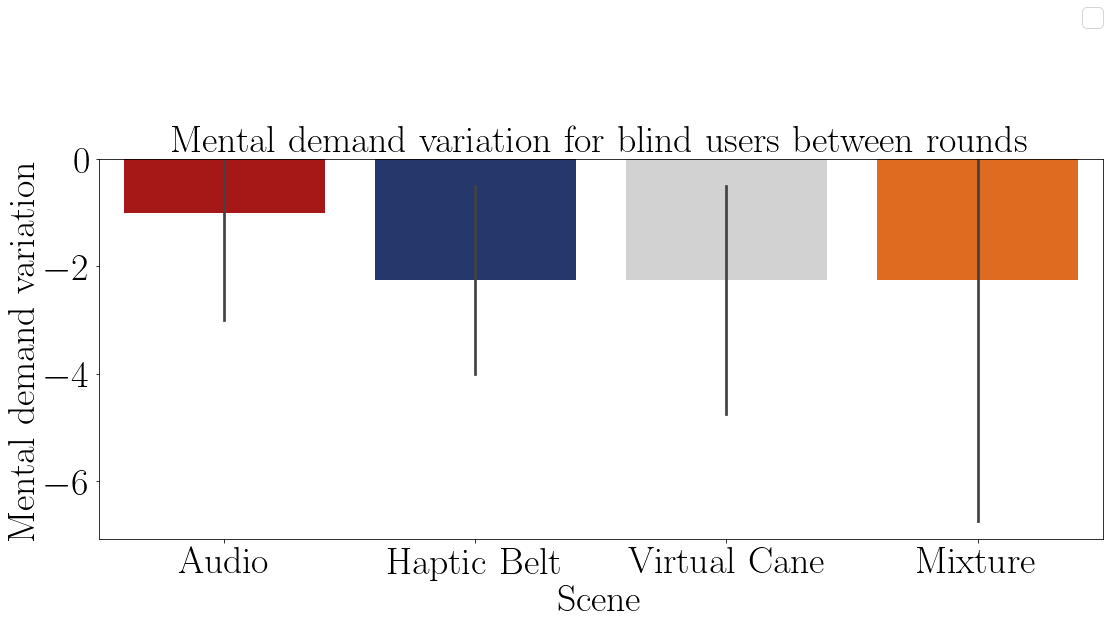 Mental demand variation for blind users between rounds
Mental demand variation
0
−2
−4
−6
Audio
Haptic Belt
Virtual Cane
Mixture
Scene